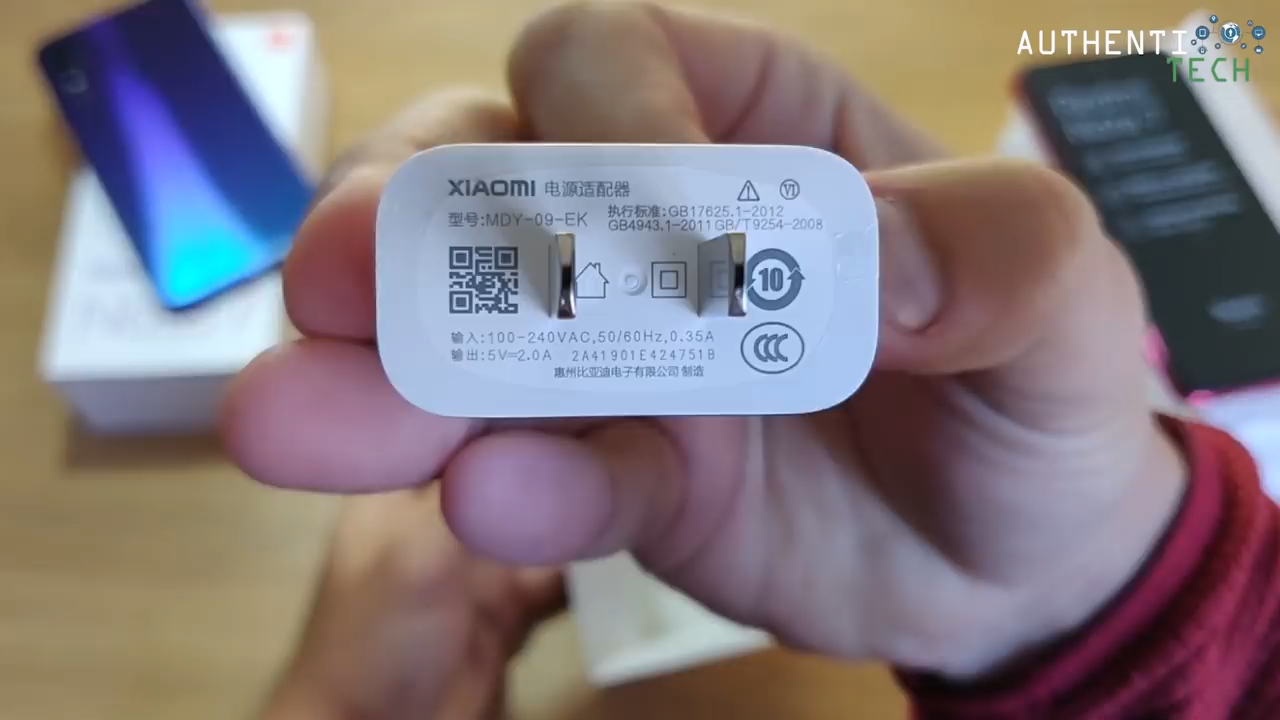 AUTHENTI
TECH
XIAOMI 电源适配器
VI
型号:MDY-09-EK
执行标准:GB17625.1-2012
GB4943.1-2011 GB/T9254-2008
10
输入:100-240VAC,50/60Hz,0.35A
输出:5V⎓2.0A 2A41901E424751B
CCC
惠州比亚迪电子有限公司 制造